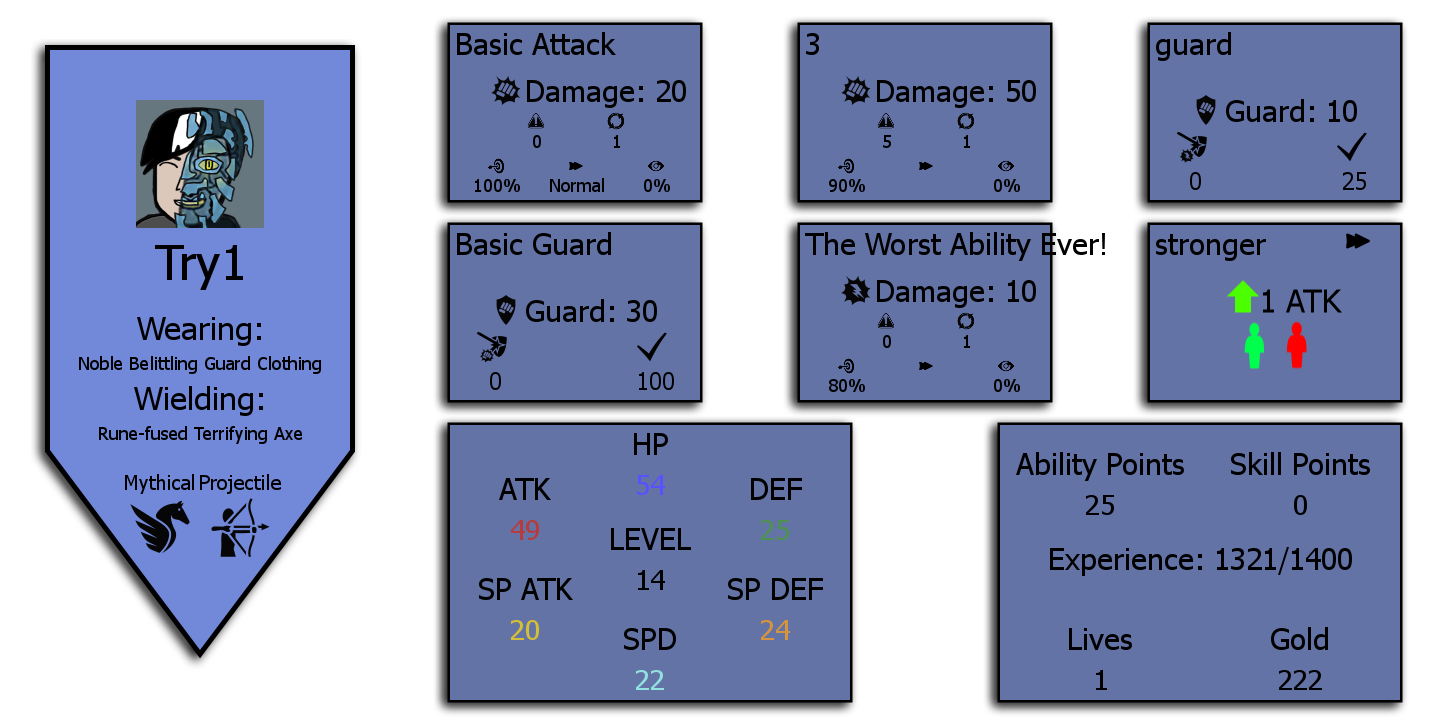 Try1
Wearing:
Noble Belittling Guard Clothing
Wielding:
Rune-fused Terrifying Axe
Mythical Projectile
Basic Attack
Damage: 20
0 1
100% Normal 0%
3
Damage: 50
5 1
90% 0%
guard
Guard: 10
0 25
Basic Guard
Guard: 30
0 100
The Worst Ability Ever!
Damage: 10
0 1
80% 0%
stronger
1 ATK
HP
54
ATK DEF
49 25
LEVEL
14
SP ATK SP DEF
20 24
SPD
22
Ability Points Skill Points
25 0
Experience: 1321/1400
Lives Gold
1 222